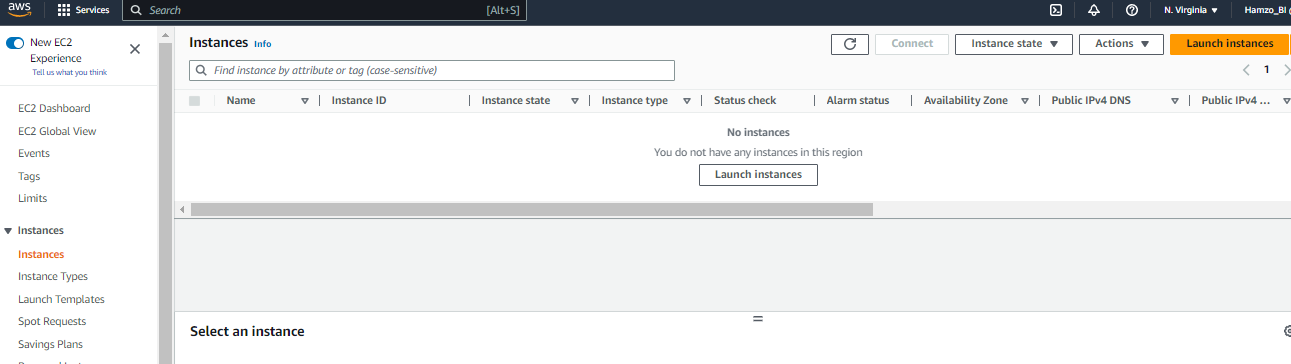 aws
Services
Search
[Alt+S]
N. Virginia
Hamzo_BI
New EC2
Experience
Tell us what you think
EC2 Dashboard
EC2 Global View
Events
Tags
Limits
Instances
Instances
Instance Types
Launch Templates
Spot Requests
Savings Plans
Instances Info
Connect
Instance state
Actions
Launch instances
Find instance by attribute or tag (case-sensitive)
1
Name
Instance ID
Instance state
Instance type
Status check
Alarm status
Availability Zone
Public IPv4 DNS
Public IPv4 ...
No instances
You do not have any instances in this region
Launch instances
Select an instance